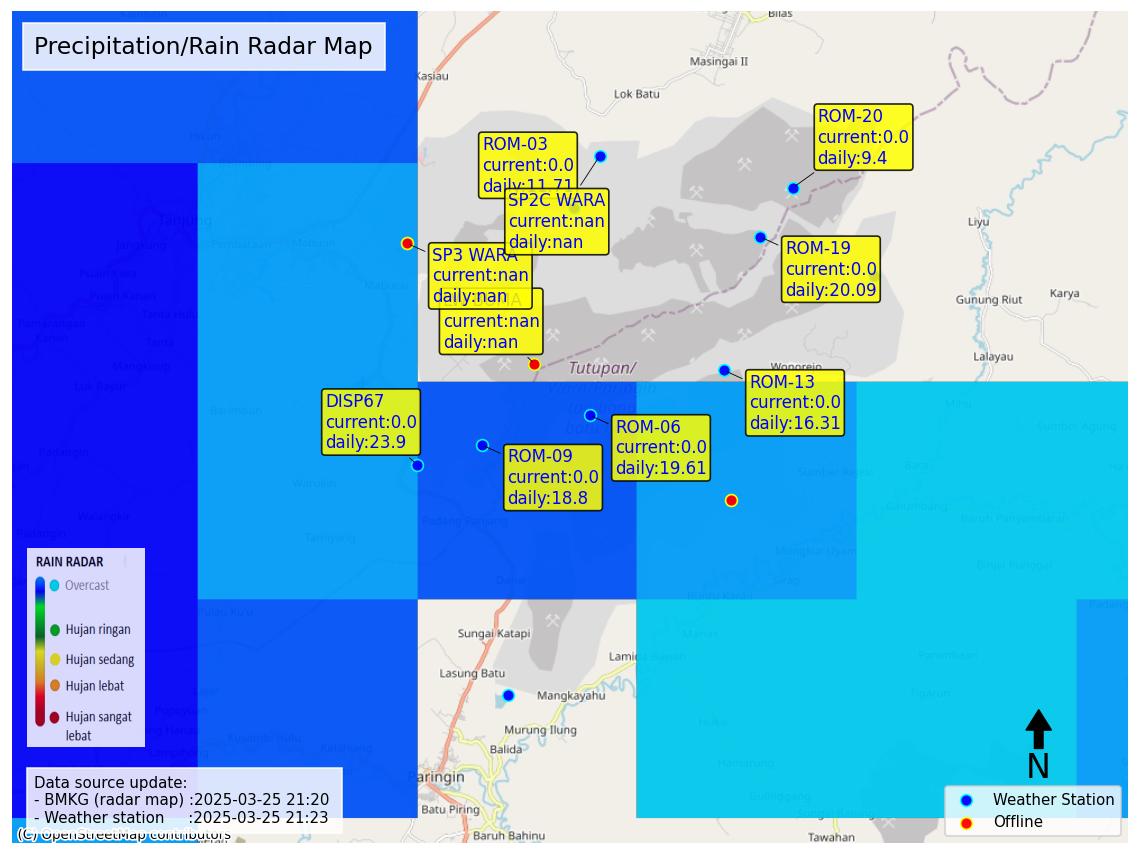 Precipitation/Rain Radar Map
Bilas
Masingai II
Kasiau
Lok Batu
ROM-20
current:0.0
daily:9.4
ROM-03
current:0.0
daily:11.71
SP2C WARA
current:nan
daily:nan
Tanjung
Liyu
ROM-19
current:0.0
daily:20.09
SP3 WARA
current:nan
daily:nan
current:nan
daily:nan
Gunung Riut
Karya
Lalayau
Tutupan/
Wonorejo
ROM-13
current:0.0
daily:16.31
DISP67
current:0.0
daily:23.9
ROM-06
current:0.0
daily:19.61
ROM-09
current:0.0
daily:18.8
Padang Panjang
RAIN RADAR
Overcast
Hujan ringan
Hujan sedang
Hujan lebat
Hujan sangat
lebat
Sungai Katapi
Lasung Batu
Mangkayahu
Murung Ilung
Balida
Paringin
Batu Piring
Baruh Bahinu
Tawahan
N
Data source update:
- BMKG (radar map) :2025-03-25 21:20
- Weather station :2025-03-25 21:23
(C) OpenStreetMap contributors
Weather Station
Offline